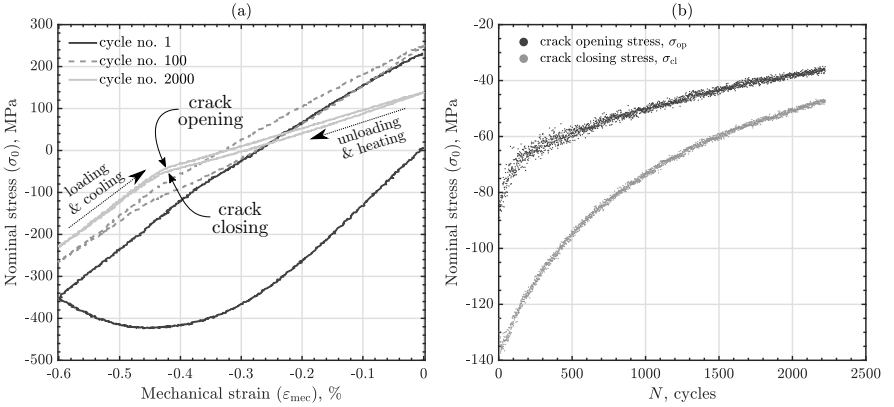 (a)
Nominal stress (σ0), MPa
300
200
100
0
-100
-200
-300
-400
-500
cycle no. 1
cycle no. 100
cycle no. 2000
crack
opening
unloading
& heating
loading
& cooling
crack
closing
-0.6
-0.5
-0.4
-0.3
-0.2
-0.1
0
Mechanical strain (εmec), %
(b)
Nominal stress (σ0), MPa
-20
-40
-60
-80
-100
-120
-140
crack opening stress, σop
crack closing stress, σcl
0
500
1000
1500
2000
2500
N, cycles